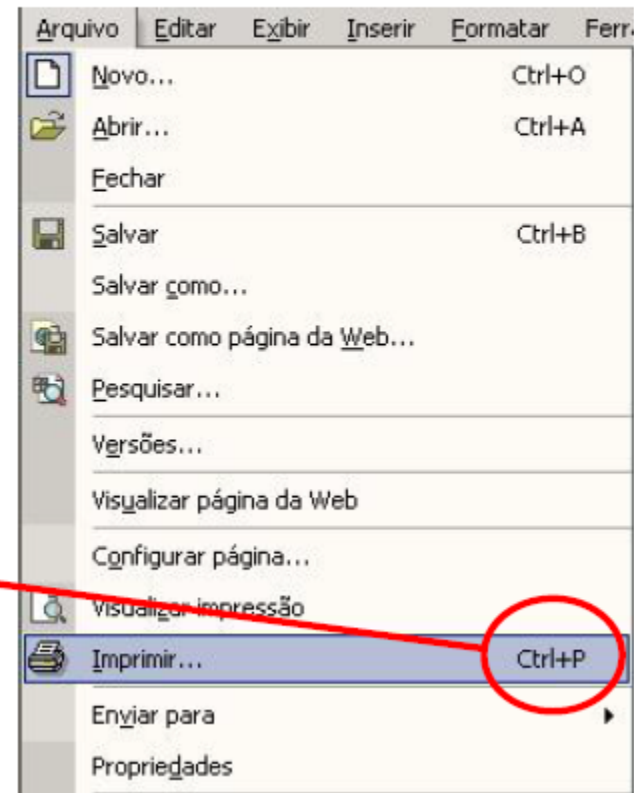 Arquivo Editar Exibir Inserir Formatar Ferr
Novo... Ctrl+O
Abrir... Ctrl+A
Fechar
Salvar Ctrl+B
Salvar como...
Salvar como página da Web...
Pesquisar...
Versões...
Visualizar página da Web
Configurar página...
Visualizar impressão
Imprimir... Ctrl+P
Enviar para
Propriedades